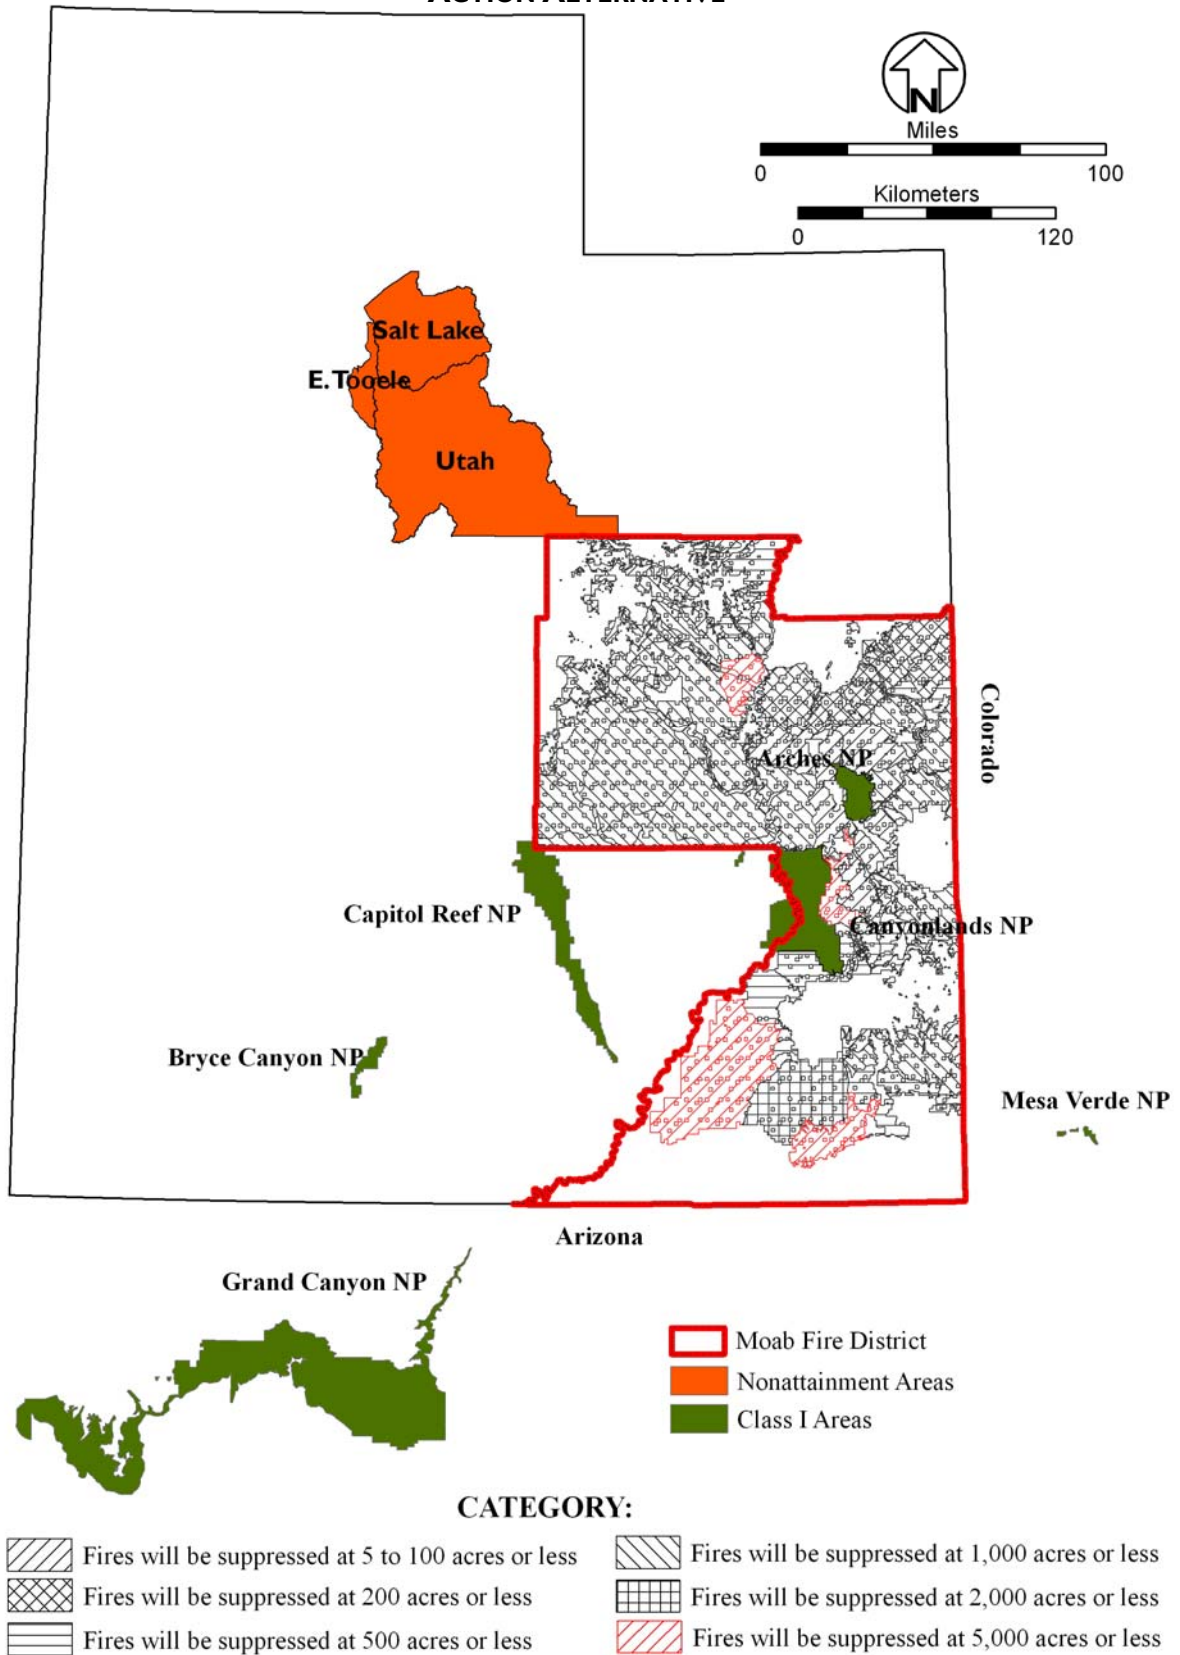 ACTION ALTERNATIVE
N
Miles
0 100
Kilometers
0 120
Salt Lake
E. Tooele
Utah
Colorado
Arches NP
Capitol Reef NP
Canyonlands NP
Bryce Canyon NP
Mesa Verde NP
Arizona
Grand Canyon NP
Moab Fire District
Nonattainment Areas
Class I Areas
CATEGORY:
Fires will be suppressed at 5 to 100 acres or less
Fires will be suppressed at 200 acres or less
Fires will be suppressed at 500 acres or less
Fires will be suppressed at 1,000 acres or less
Fires will be suppressed at 2,000 acres or less
Fires will be suppressed at 5,000 acres or less